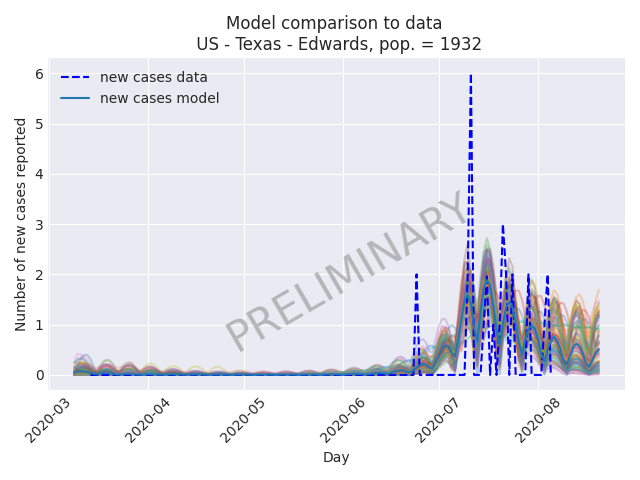 Model comparison to data
US - Texas - Edwards, pop. = 1932
new cases data
new cases model
PRELIMINARY
Number of new cases reported
6
5
4
3
2
1
0
2020-03
2020-04
2020-05
2020-06
2020-07
2020-08
Day